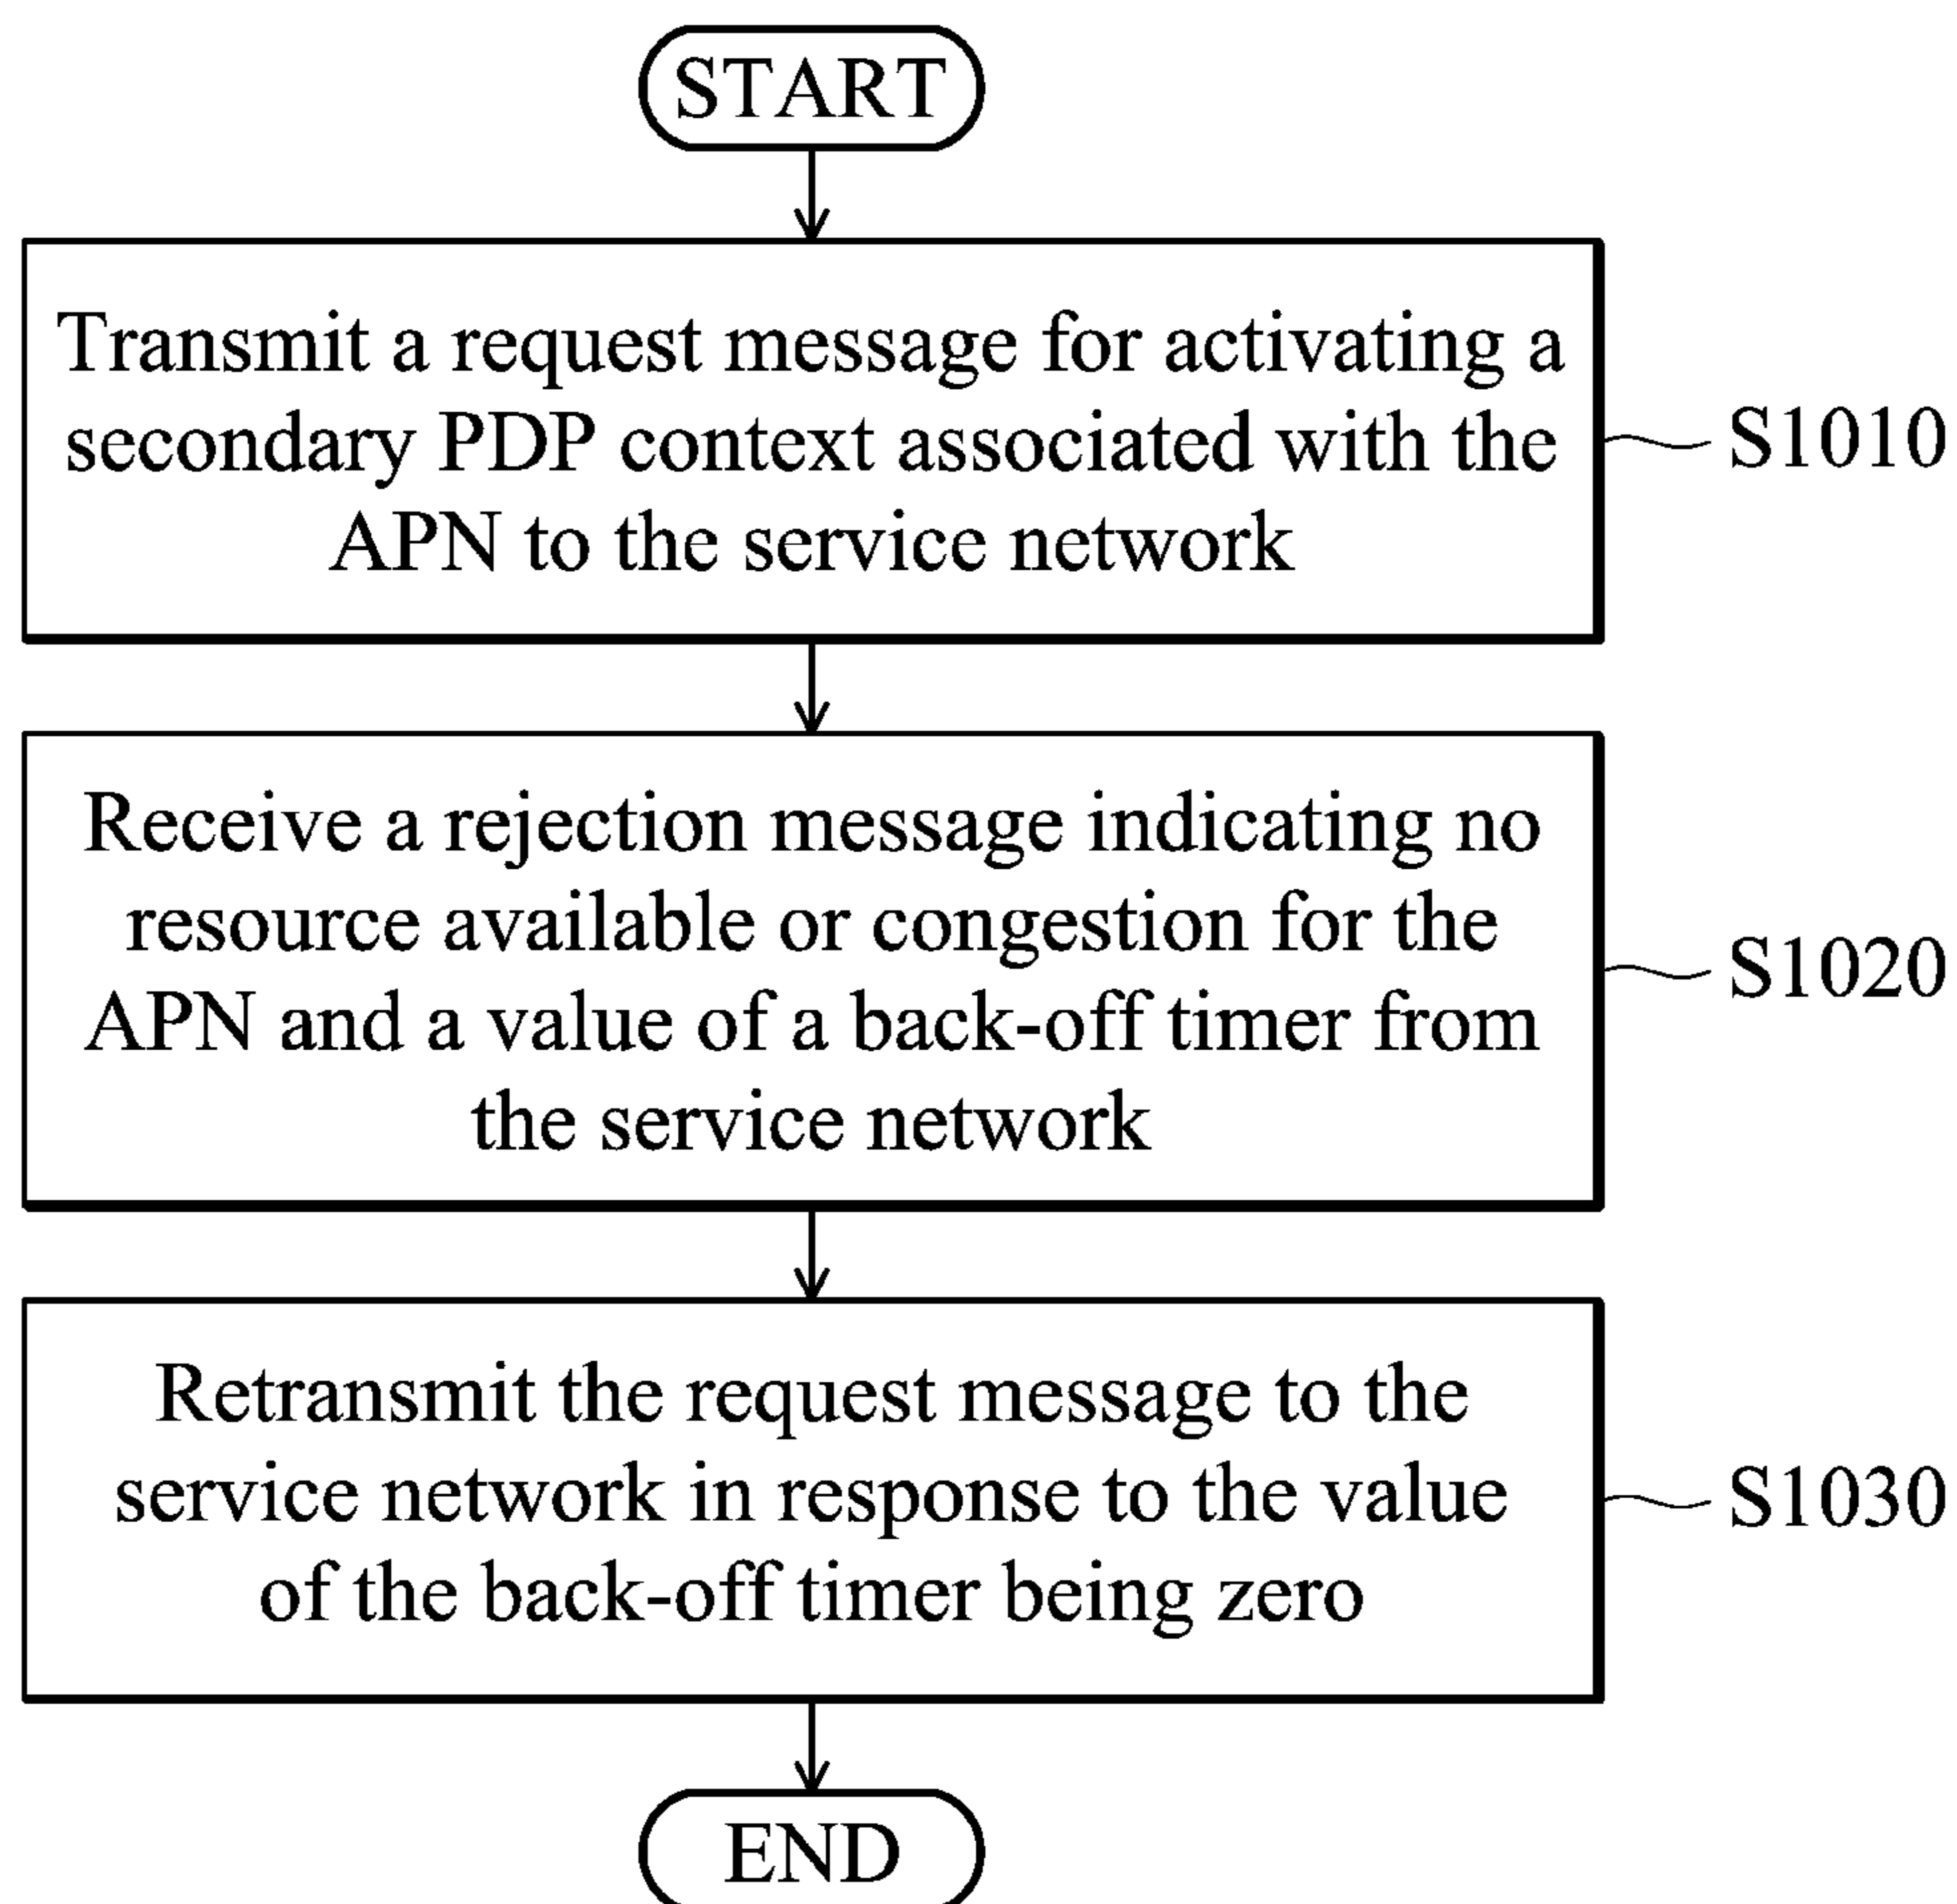 START
Transmit a request message for activating a
secondary PDP context associated with the
APN to the service network
S1010
Receive a rejection message indicating no
resource available or congestion for the
APN and a value of a back-off timer from
the service network
S1020
Retransmit the request message to the
service network in response to the value
of the back-off timer being zero
S1030
END